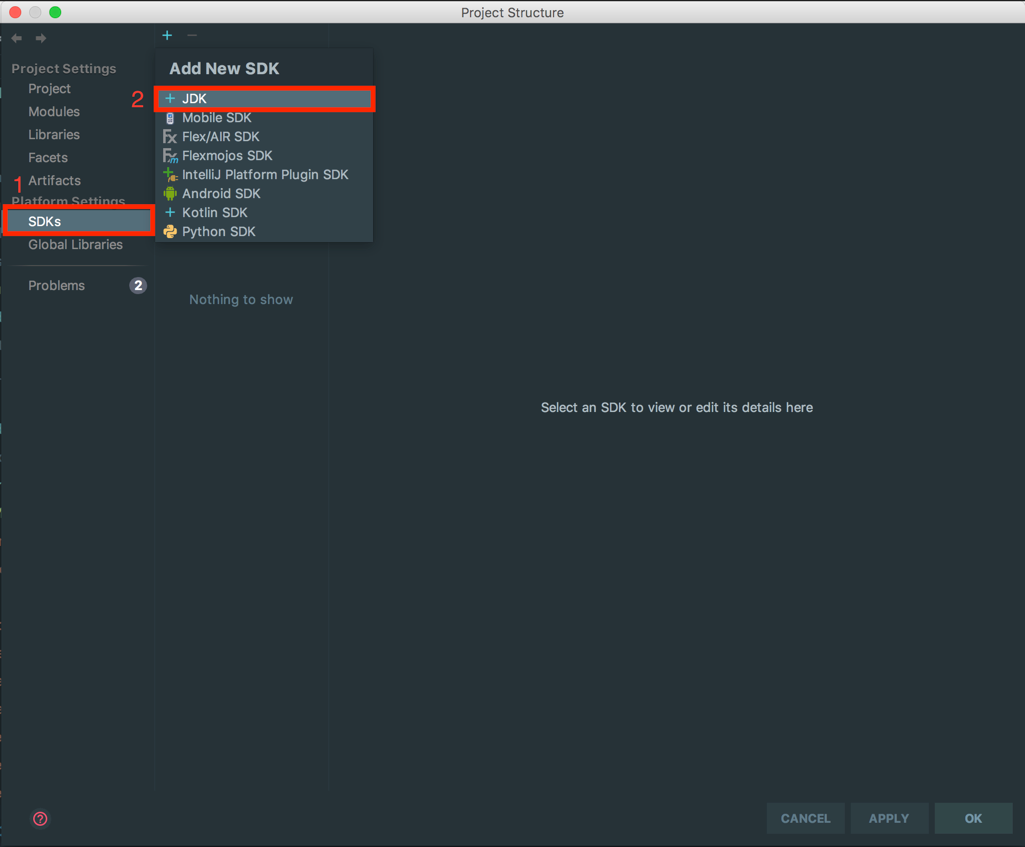 Project Structure
Project Settings
Project
Modules
Libraries
Facets
Artifacts
1
Platform Settings
SDKs
Global Libraries
Problems
2
Add New SDK
2
JDK
Mobile SDK
Flex/AIR SDK
Flexmojos SDK
IntelliJ Platform Plugin SDK
Android SDK
Kotlin SDK
Python SDK
Nothing to show
Select an SDK to view or edit its details here
?
CANCEL
APPLY
OK